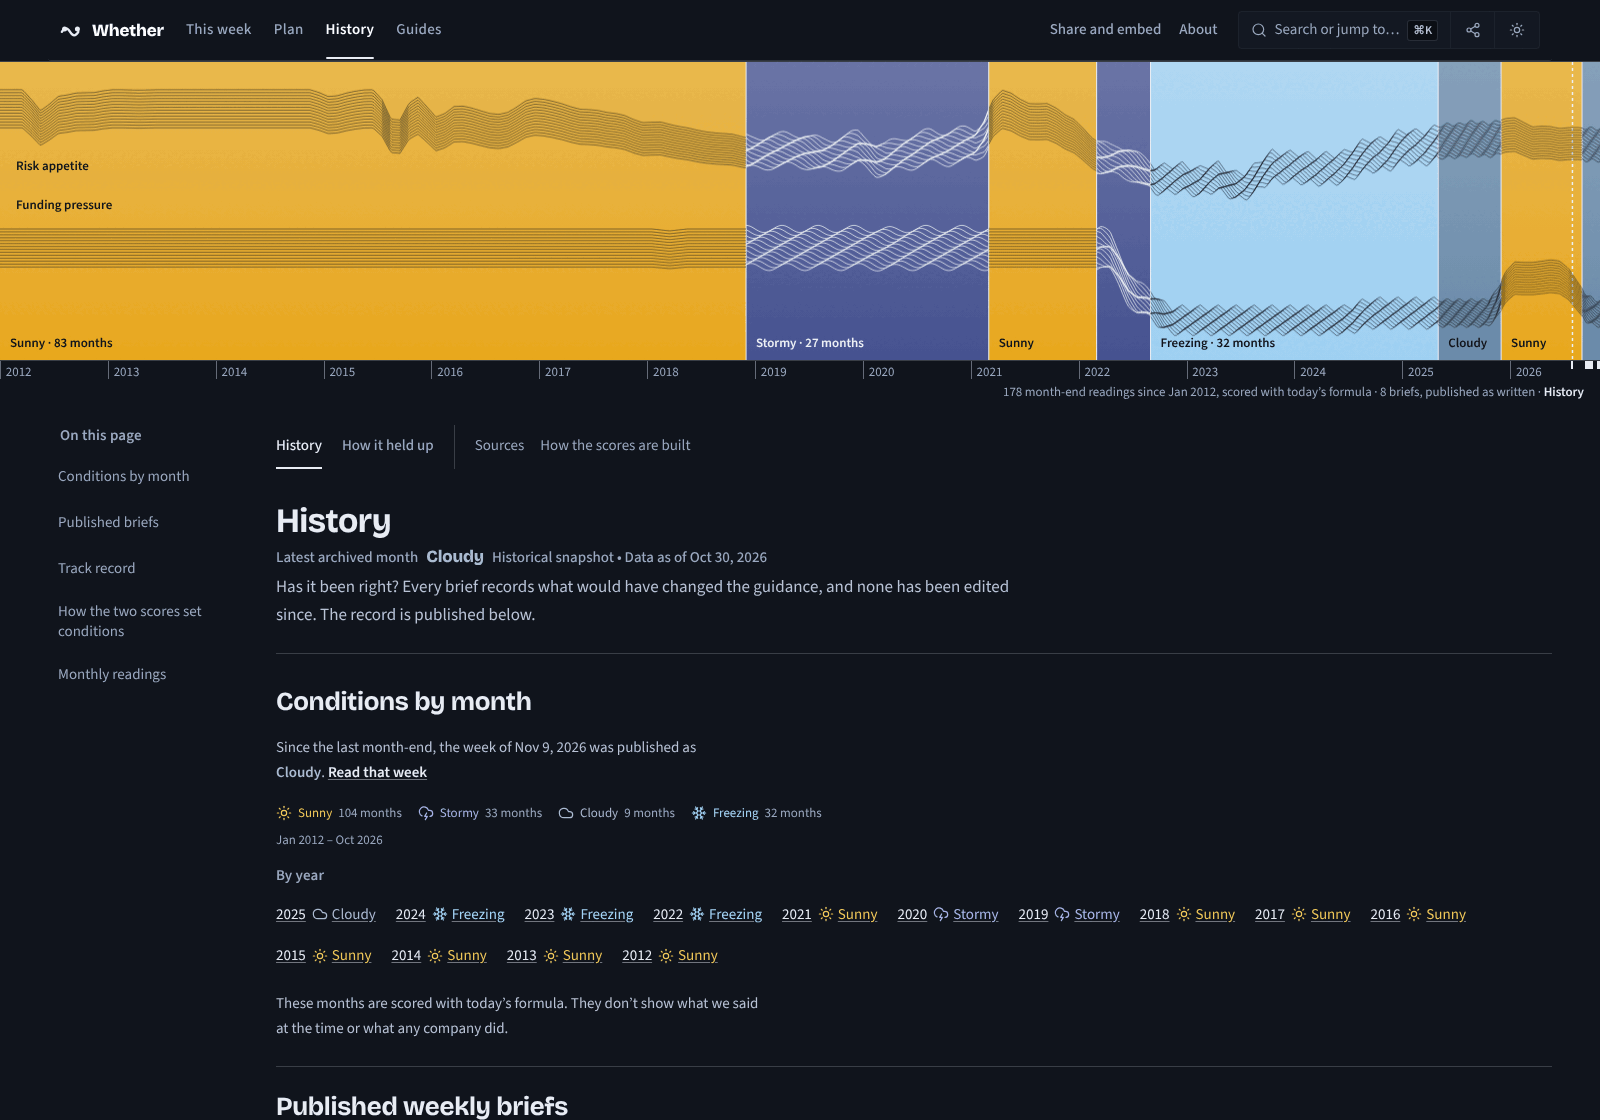 Whether This week Plan History Guides Share and embed About Search or jump to… ⌘K
Risk appetite
Funding pressure
Sunny · 83 months Stormy · 27 months Sunny Freezing · 32 months Cloudy Sunny
2012 2013 2014 2015 2016 2017 2018 2019 2020 2021 2022 2023 2024 2025 2026
178 month-end readings since Jan 2012, scored with today’s formula · 8 briefs, published as written · History
On this page
Conditions by month
Published briefs
Track record
How the two scores set
conditions
Monthly readings
History How it held up Sources How the scores are built
History
Latest archived month Cloudy Historical snapshot • Data as of Oct 30, 2026
Has it been right? Every brief records what would have changed the guidance, and none has been edited
since. The record is published below.
Conditions by month
Since the last month-end, the week of Nov 9, 2026 was published as
Cloudy. Read that week
Sunny 104 months Stormy 33 months Cloudy 9 months Freezing 32 months
Jan 2012 – Oct 2026
By year
2025 Cloudy 2024 Freezing 2023 Freezing 2022 Freezing 2021 Sunny 2020 Stormy 2019 Stormy 2018 Sunny 2017 Sunny 2016 Sunny
2015 Sunny 2014 Sunny 2013 Sunny 2012 Sunny
These months are scored with today’s formula. They don’t show what we said
at the time or what any company did.
Published weekly briefs